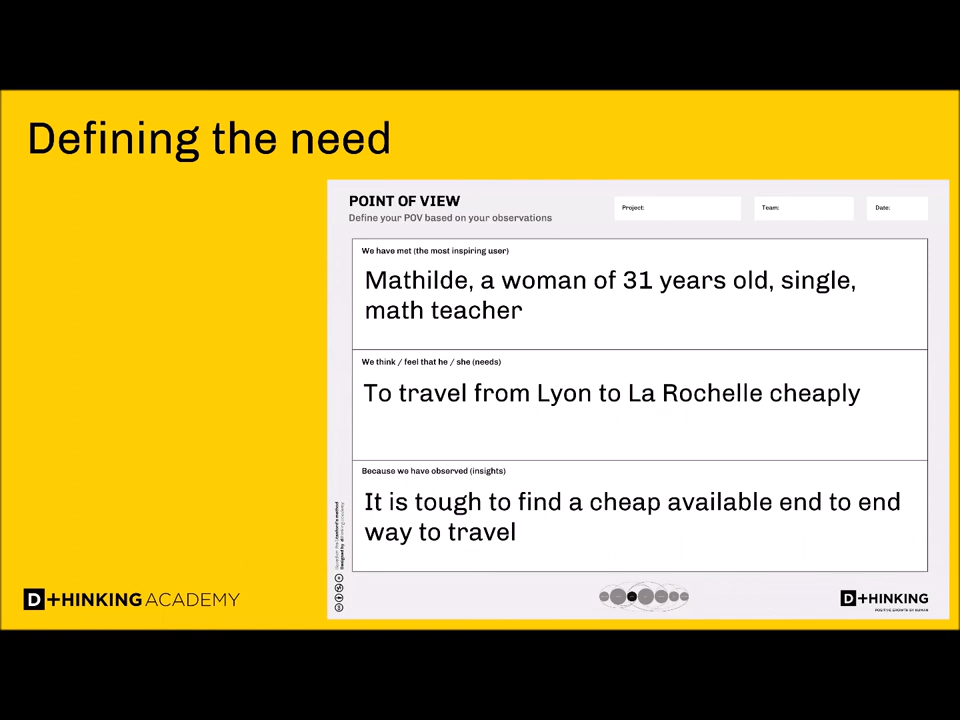 Defining the need
POINT OF VIEW
Define your POV based on your observations
Project:
Team:
Date:
We have met (the most inspiring user)
Mathilde, a woman of 31 years old, single,
math teacher
We think / feel that he / she (needs)
To travel from Lyon to La Rochelle cheaply
Because we have observed (insights)
It is tough to find a cheap available end to end
way to travel
D+HINKING ACADEMY
D+HINKING